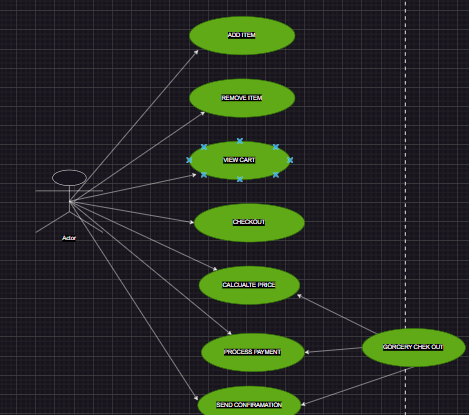 ADD ITEM
REMOVE ITEM
VIEW CART
CHECKOUT
Actor
CALCUALTE PRICE
GORCERY CHEK OUT
PROCESS PAYMENT
SEND CONFIRAMATION